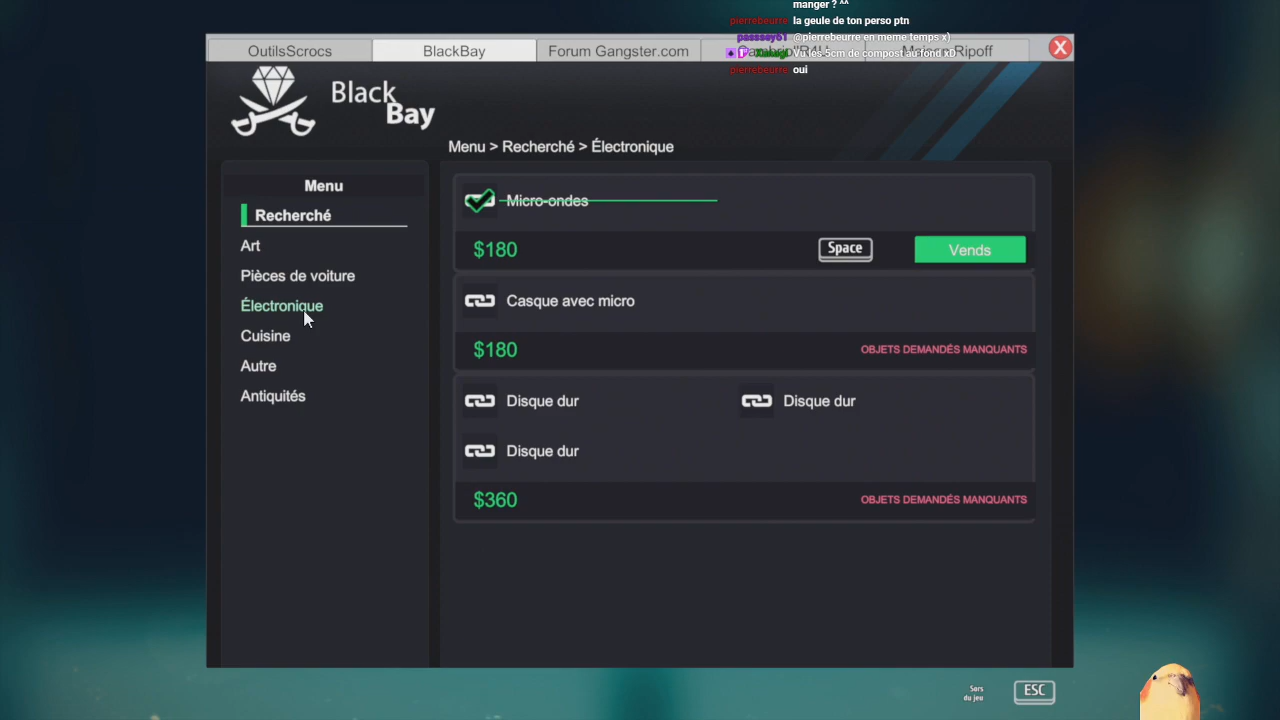 manger ? ^^
pierrebeurre la geule de ton perso ptn
passsey61 @pierrebeurre en meme temps x)
Vu les 5cm de compost au fond xD
pierrebeurre oui
OutilsScrocs
BlackBay
Forum Gangster.com
Ripoff
Black
Bay
Menu > Recherché > Électronique
Menu
Recherché
Art
Pièces de voiture
Électronique
Cuisine
Autre
Antiquités
Micro-ondes
$180 Space Vends
Casque avec micro
$180 OBJETS DEMANDÉS MANQUANTS
Disque dur Disque dur
Disque dur
$360 OBJETS DEMANDÉS MANQUANTS
Sors
du jeu
ESC